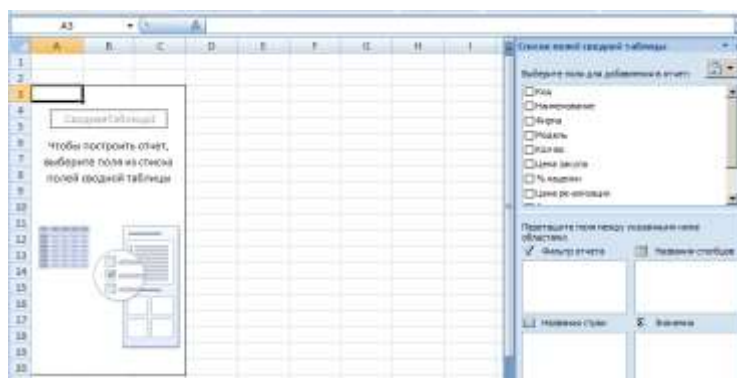 A3
A B C D E F G H I
Список полей сводной таблицы
Выберите поля для добавления в отчет:
1
2
3
4
5
6
7
8
9
10
11
12
13
14
15
16
17
18
19
20
СводнаяТаблица1
Чтобы построить отчет,
выберите поля из списка
полей сводной таблицы
Код
Наименование
Фирма
Модель
Кол-во
Цена закупа
% наценки
Цена реализации
Перетащите поля между указанными ниже
областями:
Фильтр отчета
Названия столбцов
Названия строк
Σ Значения